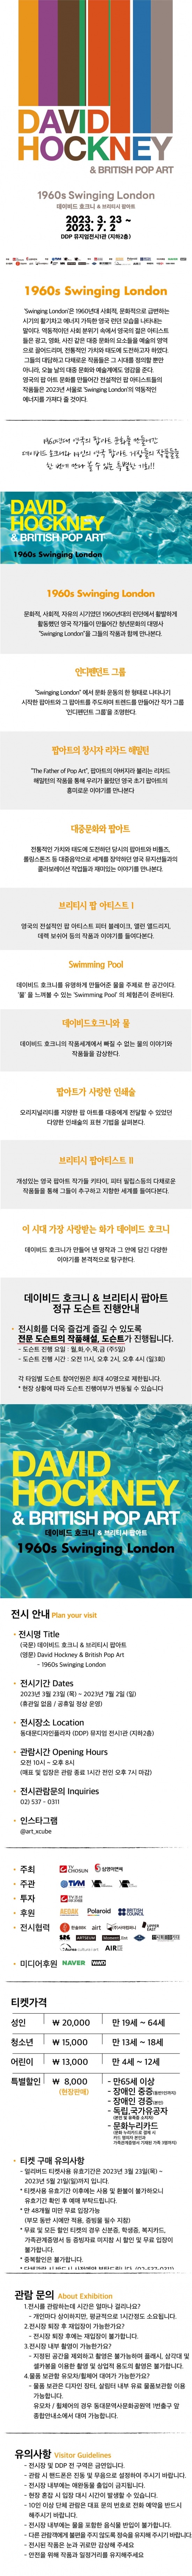 DAVID
HOCKNEY
& BRITISH POP ART
1960s Swinging London
데이비드 호크니 & 브리티시 팝아트
2023. 3. 23 ~
2023. 7. 2
DDP 뮤지엄전시1관 (지하2층)
1960s Swinging London
'Swinging London'은 1960년대 사회적, 문화적으로 급변하는
시기의 활기차고 에너지 가득한 영국 런던의 모습을 나타내는
말이다. 역동적이던 사회 분위기 속에서 영국의 젊은 아티스트
들은 광고, 영화, 사진 같은 대중 문화의 요소들을 예술의 영역
으로 끌어드리며, 전통적인 가치와 태도에 도전하고자 하였다.
그들의 대담하고 다채로운 작품들은 그 시대를 정의할 뿐만
아니라, 오늘 날의 대중 문화와 예술계에도 영감을 준다.
영국의 팝 아트 문화를 만들어간 전설적인 팝 아티스트들의
작품들은 2023년 서울로 'Swinging London'의 역동적인
에너지를 가져다 줄 것이다.
1960년대 영국의 팝아트 문화를 만들어간
데이비드 호크니와 14인의 영국 팝아트 거장들의 작품들을
한 번에 만나 볼 수 있는 특별한 기회!!
DAVID
HOCKNEY
& BRITISH POP ART
1960s Swinging London
1960s Swinging London
문화적, 사회적, 자유의 시기였던 1960년대의 런던에서 활발하게
활동했던 영국 작가들이 만들어갔던 청년문화의 대명사
"Swinging London"을 그들의 작품과 함께 만나본다.
인디펜던트 그룹
"Swinging London" 에서 문화 운동의 한 형태로 나타나기
시작한 팝아트와 그 팝아트를 주도하며 트렌드를 만들어간 작가 그룹
'인디펜던트 그룹'을 조명한다.
팝아트의 창시자 리차드 해밀턴
"The Father of Pop Art", 팝아트의 아버지라 불리는 리차드
해밀턴의 작품을 통해 우리가 몰랐던 영국 초기 팝아트의
흥미로운 이야기를 만나본다
대중문화와 팝아트
전통적인 가치와 태도에 도전하던 당시의 팝아트와 비틀즈,
롤링스톤즈 등 대중음악으로 세계를 장악하던 영국 뮤지션들과의
콜라보레이션 작업들과 재미있는 이야기를 만나본다.
브리티시 팝 아티스트 I
영국의 전설적인 팝 아티스트 피터 블레이크, 앨런 앨드리지,
데렉 보쉬어 등의 작품과 이야기를 들여다본다.
Swimming Pool
데이비드 호크니를 유명하게 만들어준 물을 주제로 한 공간이다.
'물' 을 느껴볼 수 있는 'Swimming Pool' 의 체험존이 준비된다.
데이비드호크니와 물
데이비드 호크니의 작품세계에서 빠질 수 없는 물의 이야기와
작품들을 감상한다.
팝아트가 사랑한 인쇄술
오리지널리티를 지향한 팝 아트를 대중에게 전달할 수 있었던
다양한 인쇄술의 표현 기법을 살펴본다.
브리티시 팝아티스트 II
개성있는 영국 팝아트 작가들 키타이, 피터 필립스등의 다채로운
작품들을 통해 그들이 추구하고 지향한 세계를 들여다본다.
이 시대 가장 사랑받는 화가 데이비드 호크니
데이비드 호크니가 만들어 낸 명작과 그 안에 담긴 다양한
이야기를 본격적으로 탐구한다.
데이비드 호크니 & 브리티시 팝아트
정규 도슨트 진행안내
• 전시회를 더욱 즐겁게 즐길 수 있도록
전문 도슨트의 작품해설, 도슨트가 진행됩니다.
- 도슨트 진행 요일 : 월,화,수,목,금 (주5일)
- 도슨트 진행 시간 : 오전 11시, 오후 2시, 오후 4시 (일3회)
각 타임별 도슨트 참여인원은 최대 40명으로 제한됩니다.
* 현장 상황에 따라 도슨트 진행여부가 변동될 수 있습니다
DAVID
HOCKNEY
& BRITISH POP ART
데이비드 호크니 & 브리티시 팝아트
1960s Swinging London
전시 안내 Plan your visit
• 전시명 Title
(국문) 데이비드 호크니 & 브리티시 팝아트
(영문) David Hockney & British Pop Art
- 1960s Swinging London
• 전시기간 Dates
2023년 3월 23일 (목) ~ 2023년 7월 2일 (일)
(휴관일 없음 / 공휴일 정상 운영)
• 전시장소 Location
동대문디자인플라자 (DDP) 뮤지엄 전시1관 (지하2층)
• 관람시간 Opening Hours
오전 10시 ~ 오후 8시
(매표 및 입장은 관람 종료 1시간 전인 오후 7시 마감)
• 전시관람문의 Inquiries
02) 537 - 0311
• 인스타그램
@art_xcube
• 주최 TV CHOSUN
• 주관
• 투자
• 후원 Polaroid
• 전시협력 airt UPPER EAST
ARTSEUM
Korea culture art AIR
• 미디어후원 NAVER
티켓가격
성인 ₩ 20,000 만 19세 ~ 64세
청소년 ₩ 15,000 만 13세 ~ 18세
어린이 ₩ 13,000 만 4세 ~ 12세
특별할인 ₩ 8,000 - 만65세 이상
(현장판매) - 장애인 중증
- 장애인 경증
- 독립,국가유공자
- 문화누리카드
• 티켓 구매 유의사항
- 얼리버드 티켓사용 유효기간은 2023년 3월 23일(목) ~
2023년 5월 21일(일)까지 입니다.
* 티켓사용 유효기간 이후에는 사용 및 환불이 불가하오니
유효기간 확인 후 예매 부탁드립니다.
* 만 48개월 미만 무료 입장가능
(부모 동반 시에만 적용, 증빙물 필수 지참)
* 무료 및 모든 할인 티켓의 경우 신분증, 학생증, 복지카드,
가족관계증명서 등 증빙자료 미지참 시 할인 및 무료 입장이
불가합니다.
* 중복할인은 불가합니다.
관람 문의 About Exhibition
1.전시를 관람하는데 시간은 얼마나 걸리나요?
- 개인마다 상이하지만, 평균적으로 1시간정도 소요됩니다.
2.전시장 퇴장 후 재입장이 가능한가요?
- 전시장 퇴장 후에는 재입장이 불가합니다.
3.전시장 내부 촬영이 가능한가요?
- 지정된 공간을 제외하고 촬영은 불가능하며 플래시, 삼각대 및
셀카봉을 이용한 촬영 및 상업적 용도의 촬영은 불가합니다.
4.물품 보관함 유모차/휠체어 대여가 가능한가요?
- 물품 보관은 디자인 장터, 살림터 내부 유료 물품보관함 이용
가능합니다.
유모차 / 휠체어의 경우 동대문역사문화공원역 1번출구 앞
종합안내소에서 대여 가능합니다.
유의사항 Visitor Guidelines
- 전시장 및 DDP 전 구역은 금연입니다.
- 관람 시 핸드폰은 진동 및 무음으로 설정하여 주시기 바랍니다.
- 전시장 내부에는 애완동물 출입이 금지됩니다.
- 현장 혼잡 시 입장 대시 시간이 발생할 수 있습니다.
- 10인 이상 단체 관람은 대표 문의 번호로 전화 예약을 반드시
해주시기 바랍니다.
- 전시장 내부에는 물을 포함한 음식물 반입이 불가합니다.
- 다른 관람객에게 불편을 주지 않도록 정숙을 유지해 주시기 바랍니다.
- 전시된 작품은 눈과 귀로만 감상해 주세요
- 안전을 위해 작품과 일정거리를 유지해주세요